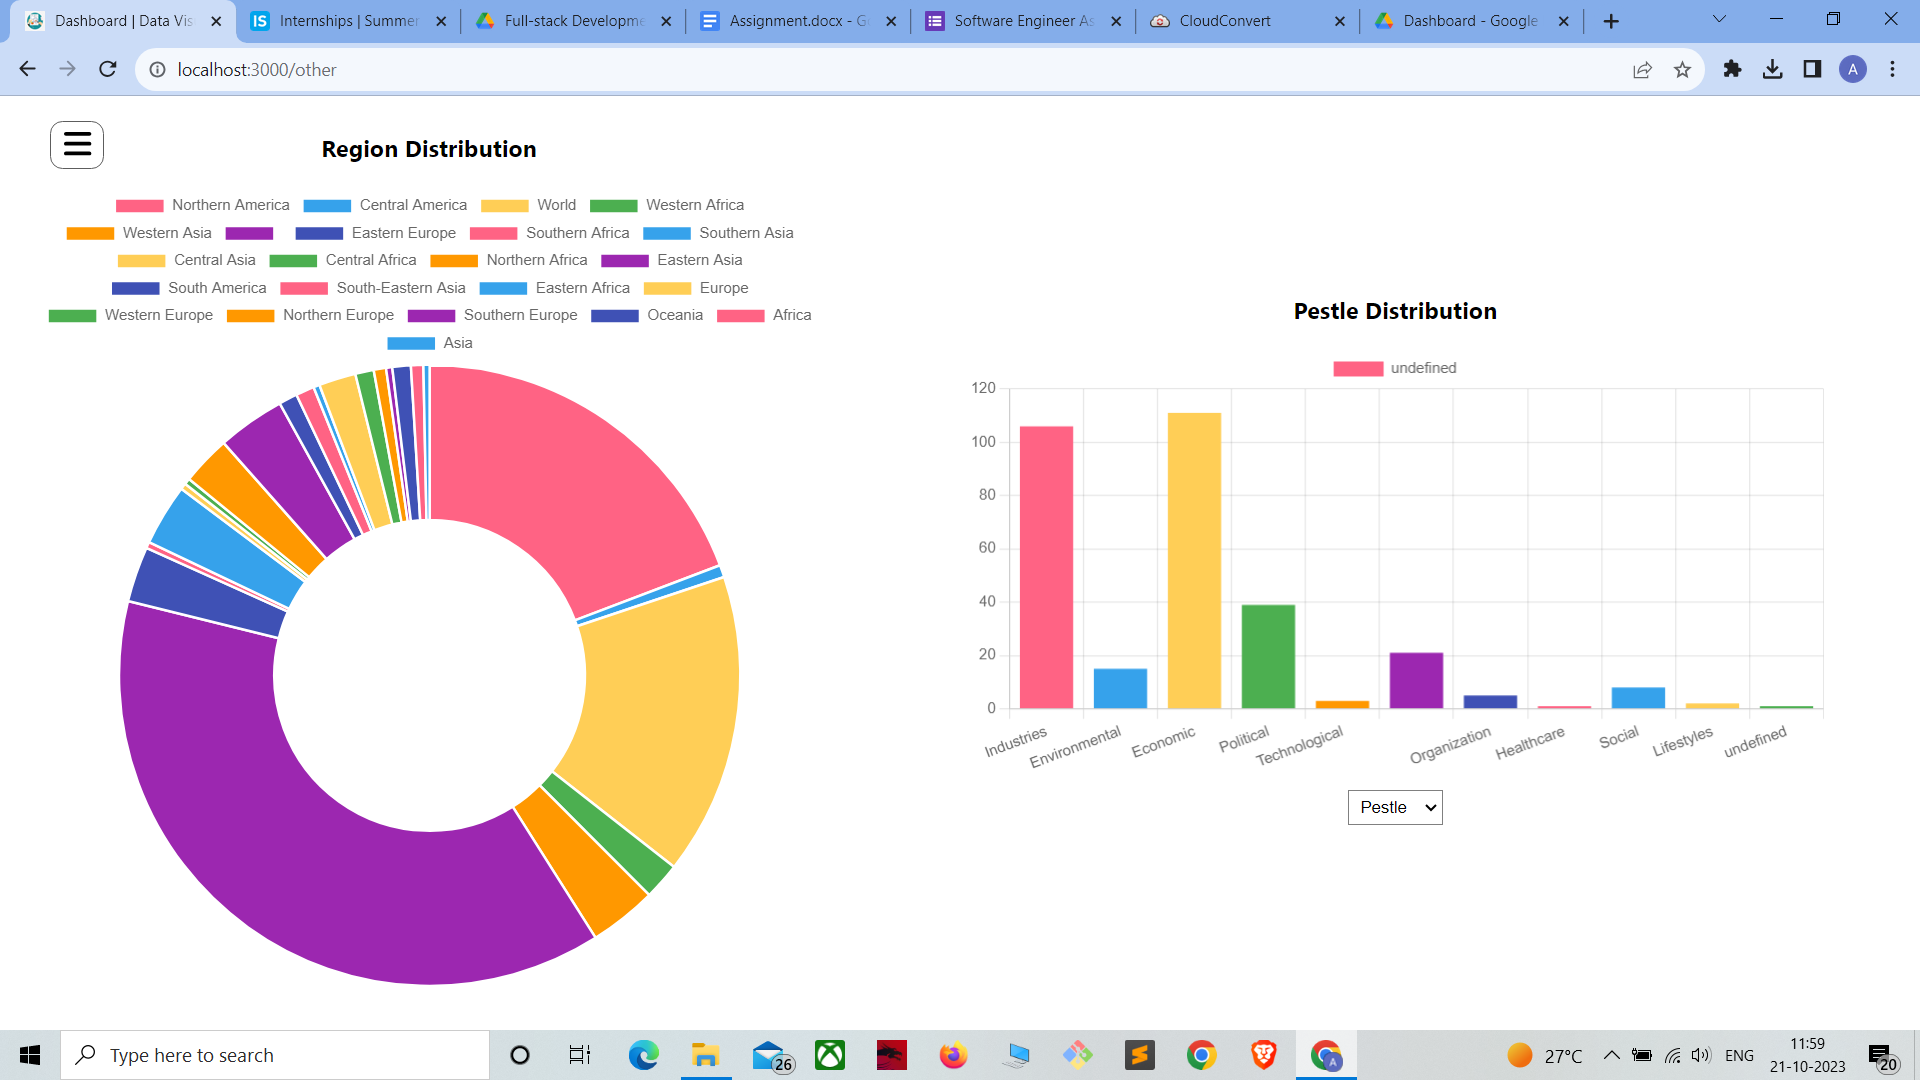 Dashboard | Data Vis
Internships | Summer
Full-stack Developme
Assignment.docx - G
Software Engineer As
CloudConvert
Dashboard - Google
localhost:3000/other
A
Region Distribution
Northern America Central America World Western Africa
Western Asia Eastern Europe Southern Africa Southern Asia
Central Asia Central Africa Northern Africa Eastern Asia
South America South-Eastern Asia Eastern Africa Europe
Western Europe Northern Europe Southern Europe Oceania Africa
Asia
Pestle Distribution
undefined
120
100
80
60
40
20
0
Industries Environmental Economic Political Technological Organization Healthcare Social Lifestyles undefined
Pestle
Type here to search
26
27°C
ENG
11:59
21-10-2023
20